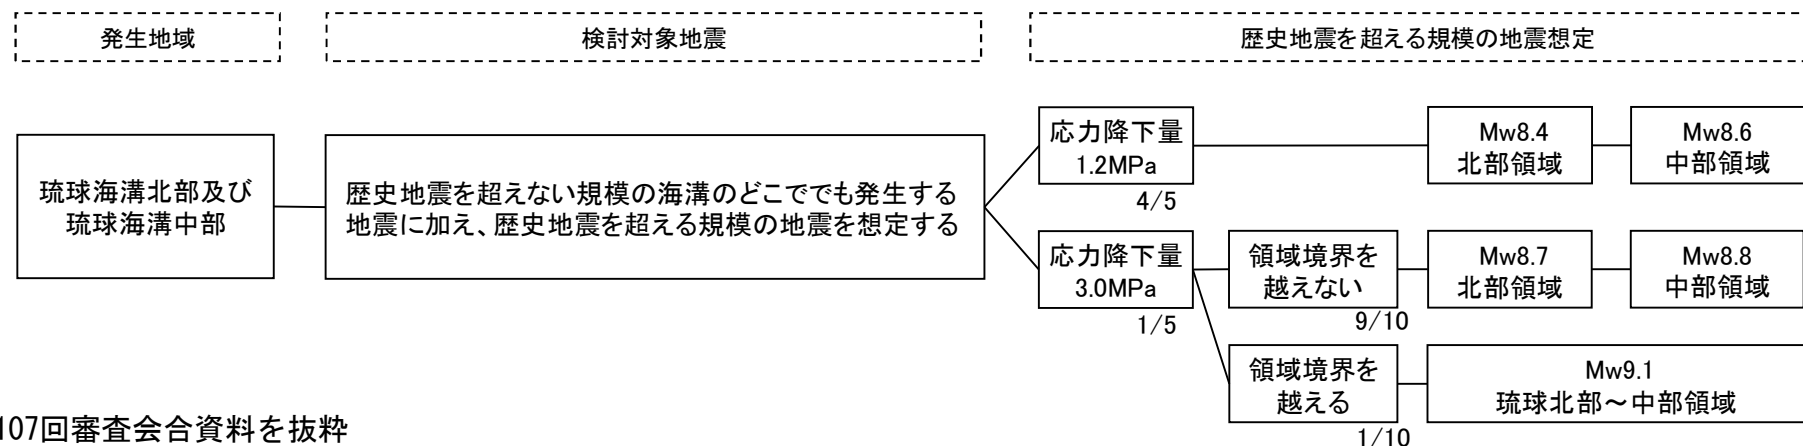 発生地域
検討対象地震
歴史地震を超える規模の地震想定
琉球海溝北部及び
琉球海溝中部
歴史地震を超えない規模の海溝のどこででも発生する
地震に加え、歴史地震を超える規模の地震を想定する
応力降下量
1.2MPa
4/5
Mw8.4
北部領域
Mw8.6
中部領域
応力降下量
3.0MPa
1/5
領域境界を
越えない
9/10
Mw8.7
北部領域
Mw8.8
中部領域
領域境界を
越える
1/10
Mw9.1
琉球北部～中部領域
107回審査会合資料を抜粋